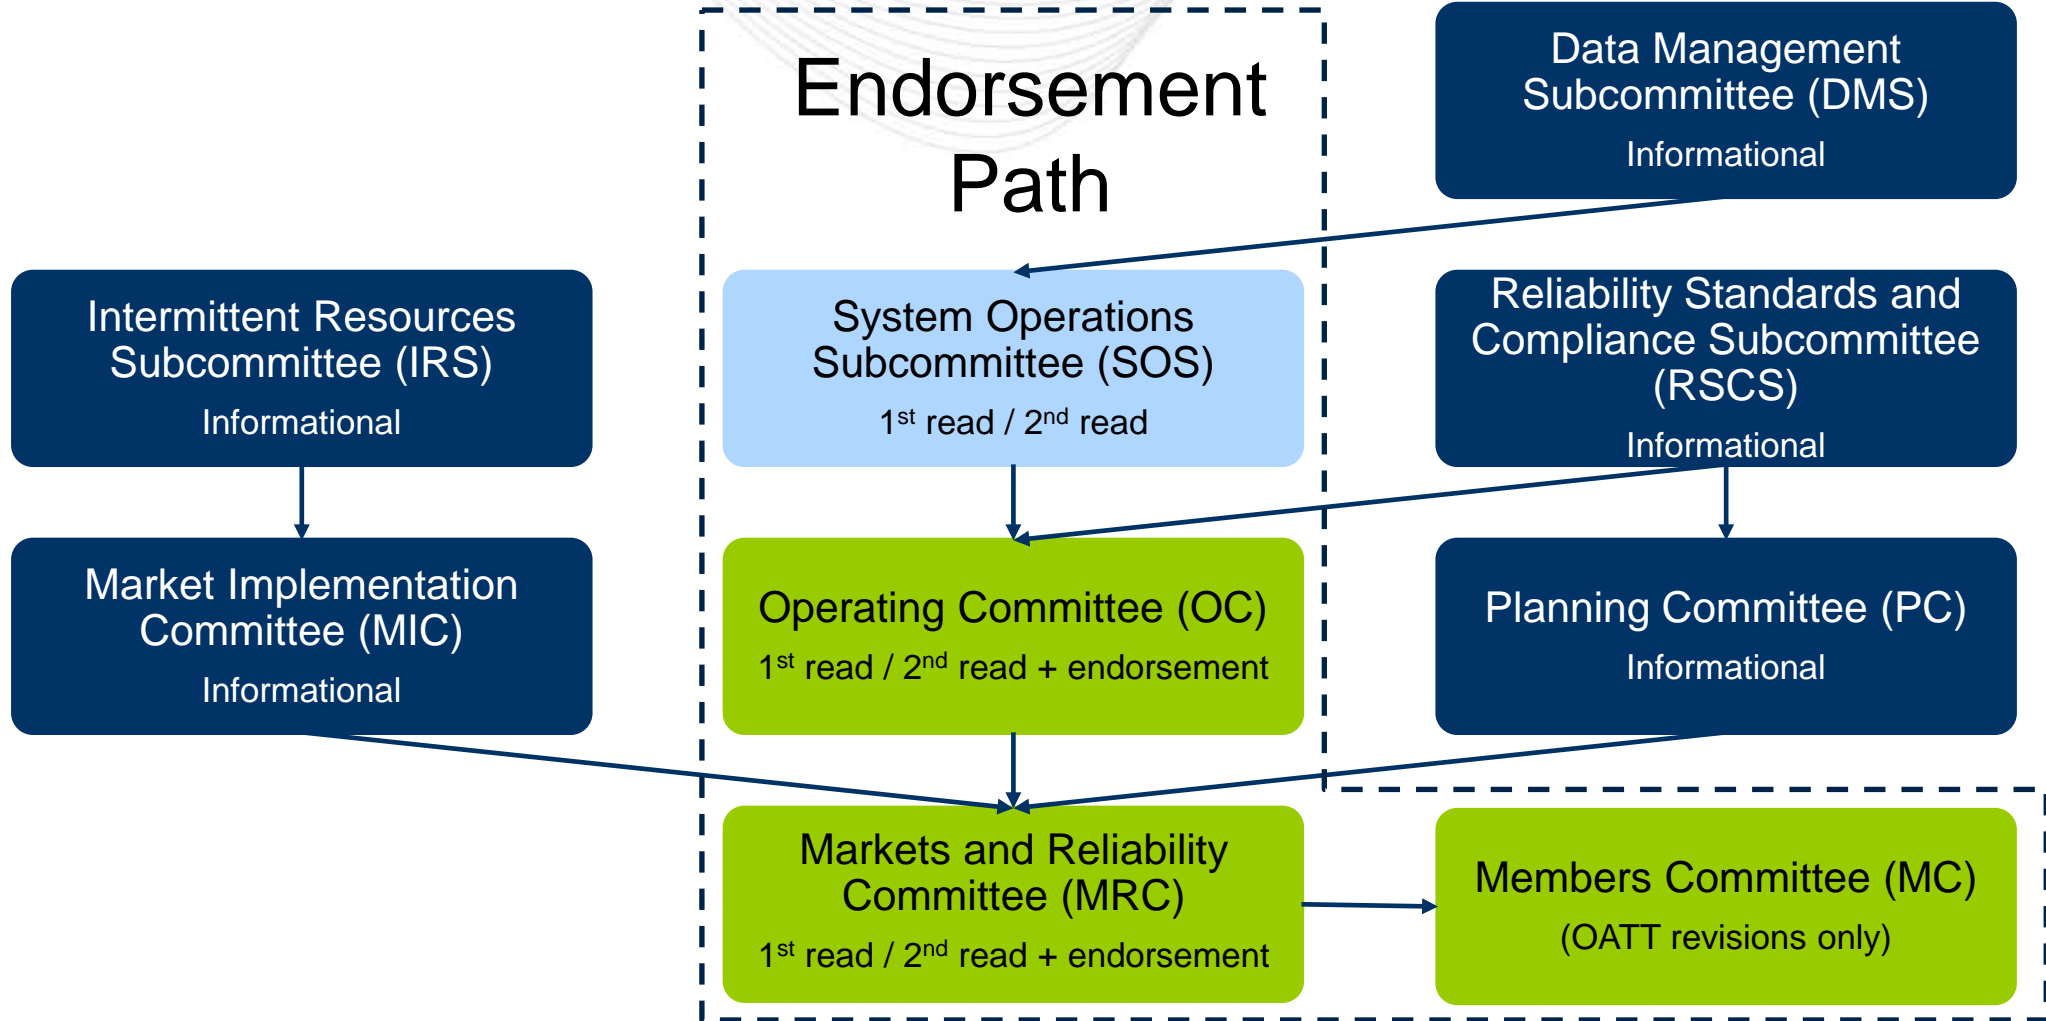 Endorsement
Path
Data Management
Subcommittee (DMS)
Informational
Intermittent Resources
Subcommittee (IRS)
Informational
System Operations
Subcommittee (SOS)
1st read / 2nd read
Reliability Standards and
Compliance Subcommittee
(RSCS)
Informational
Market Implementation
Committee (MIC)
Informational
Operating Committee (OC)
1st read / 2nd read + endorsement
Planning Committee (PC)
Informational
Markets and Reliability
Committee (MRC)
1st read / 2nd read + endorsement
Members Committee (MC)
(OATT revisions only)